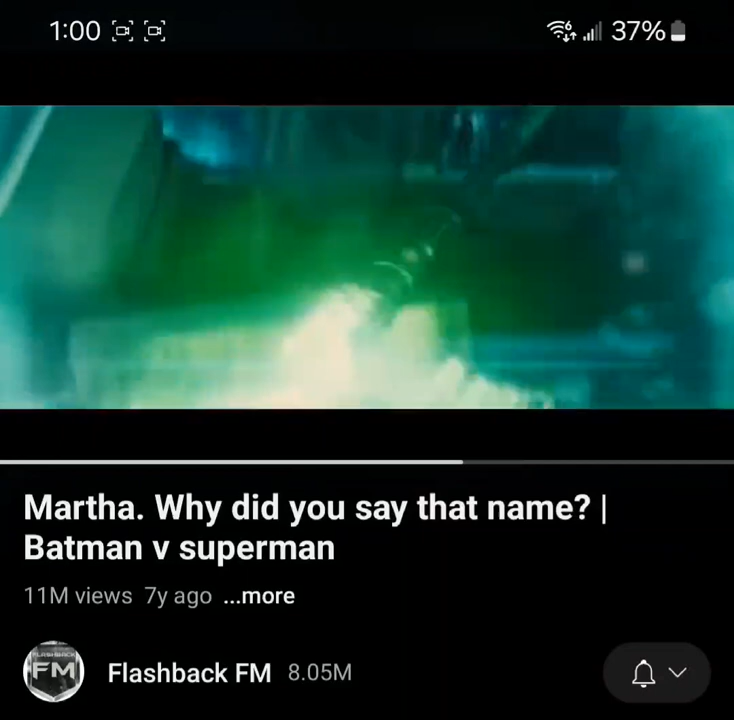 1:00 37%
Martha. Why did you say that name? |
Batman v superman
11M views 7y ago ...more
FLASHBACK
FM
Flashback FM 8.05M